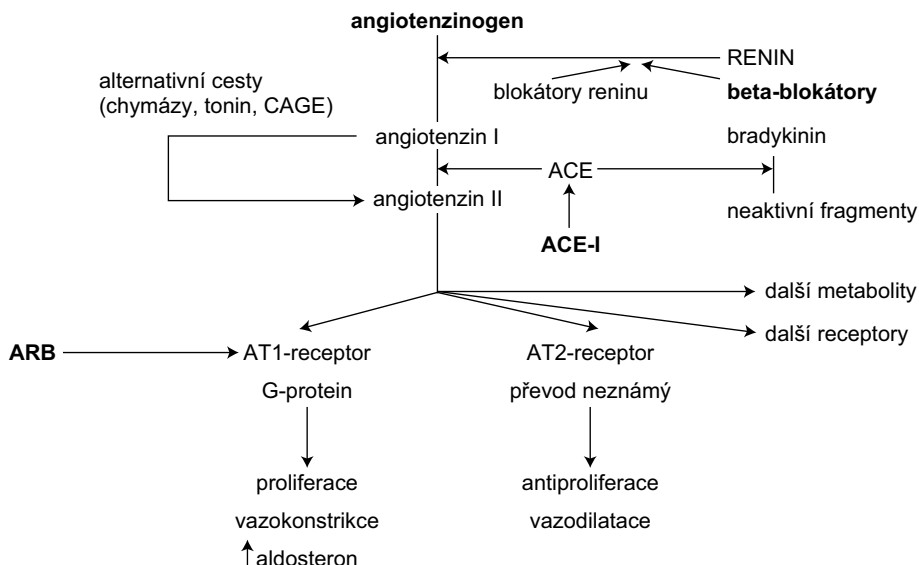 angiotenzinogen
RENIN
alternativní cesty
(chymázy, tonin, CAGE)
blokátory reninu
beta-blokátory
angiotenzin I
bradykinin
ACE
angiotenzin II
neaktivní fragmenty
ACE-I
další metabolity
další receptory
ARB
AT1-receptor
AT2-receptor
G-protein
převod neznámý
proliferace
antiproliferace
vazokonstrikce
vazodilatace
aldosteron